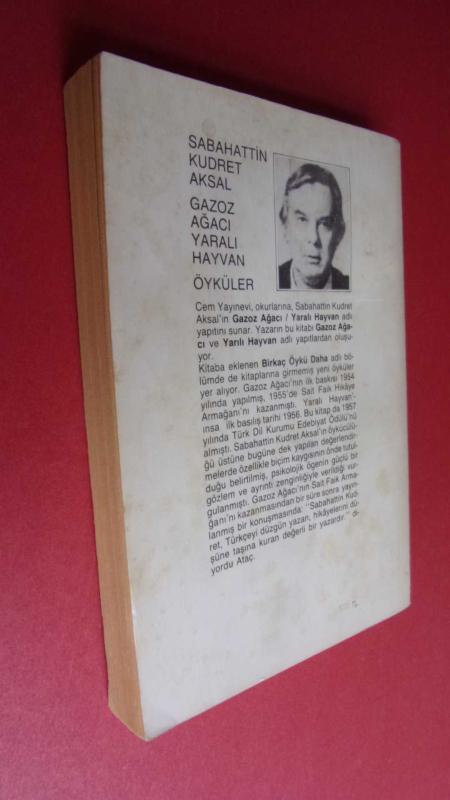 SABAHATTİN
KUDRET
AKSAL
GAZOZ
AĞACI
YARALI
HAYVAN
ÖYKÜLER
Cem Yayınevi, okurlarına, Sabahattin Kudret
Aksal'ın Gazoz Ağacı / Yaralı Hayvan adlı
yapıtını sunar. Yazarın bu kitabı Gazoz Ağa-
cı ve Yarılı Hayvan adlı yapıtlardan oluşu-
yor.
Kitaba eklenen Birkaç Öykü Daha adlı bö-
lümde de kitaplarına girmemiş yeni öyküler
yer alıyor. Gazoz Ağacı'nın ilk baskısı 1954
yılında yapılmış, 1955'de Sait Faik Hikâye
Armağanı'nı kazanmıştı. Yaralı Hayvan'-
ınsa ilk basılış tarihi 1956. Bu kitap da 1957
yılında Türk Dil Kurumu Edebiyat Ödülü'nü
almıştı. Sabahattin Kudret Aksal'ın öykücülü-
ğü üstüne bugüne dek yapılan değerlendir-
melerde özellikle biçim kaygısının önde tutul-
duğu belirtilmiş, psikolojik ögenin güçlü bir
gözlem ve ayrıntı zenginliğiyle verildiği vur-
gulanmıştı. Gazoz Ağacı'nın Sait Faik Arma-
ğanı'nı kazanmasından bir süre sonra yayın-
lanmış bir konuşmasında: "Sabahattin Kud-
ret, Türkçeyi düzgün yazan, hikâyelerini dü-
şüne taşına kuran değerli bir yazardır." di-
yordu Ataç.